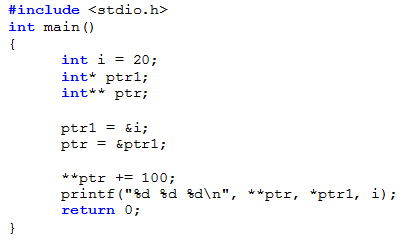 #include <stdio.h>
int main()
{
int i = 20;
int* ptr1;
int** ptr;
ptr1 = &i;
ptr = &ptr1;
**ptr += 100;
printf("%d %d %d\n", **ptr, *ptr1, i);
return 0;
}